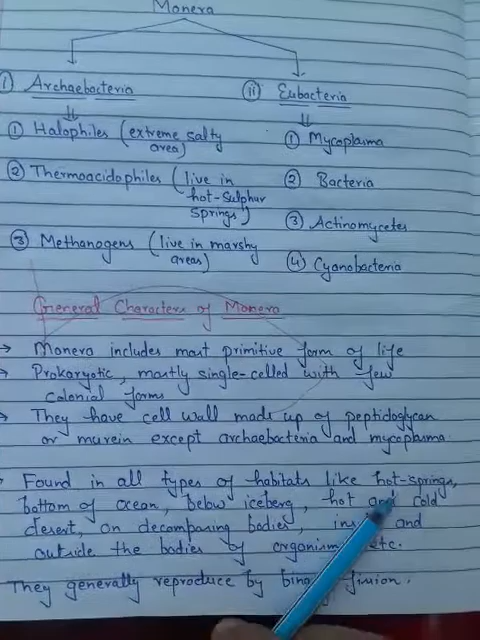 Monera
① Archaebacteria
ⅱ Eubacteria
① Halophiles (extreme salty area)
② Thermoacidophiles (live in hot-sulphur springs)
③ Methanogens (live in marshy areas)
① Mycoplasma
② Bacteria
③ Actinomycetes
④ Cyanobacteria
General Characters of Monera
→ Monera includes most primitive form of life
→ Prokaryotic, mostly single-celled with few
colonial forms
→ They have cell wall made up of peptidoglycan
or murein except archaebacteria and mycoplasma.
Found in all types of habitats like hot-springs,
bottom of ocean, below iceberg, hot and cold
desert, on decomposing bodies, and
outside the bodies of organism etc.
They generally reproduce by fission.